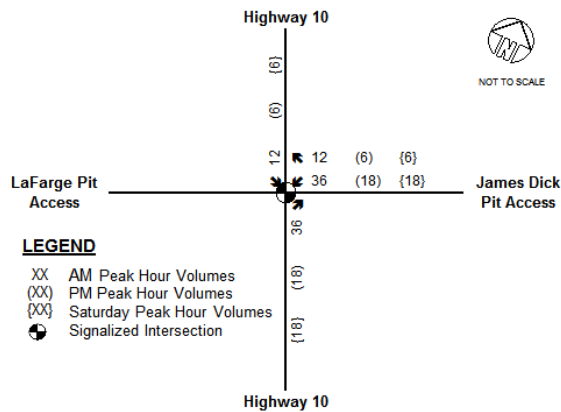 Highway 10
N
NOT TO SCALE
{6}
(6)
12
12 (6) {6}
36 (18) {18}
LaFarge Pit
Access
James Dick
Pit Access
36
(18)
{18}
LEGEND
XX AM Peak Hour Volumes
(XX) PM Peak Hour Volumes
{XX} Saturday Peak Hour Volumes
Signalized Intersection
Highway 10